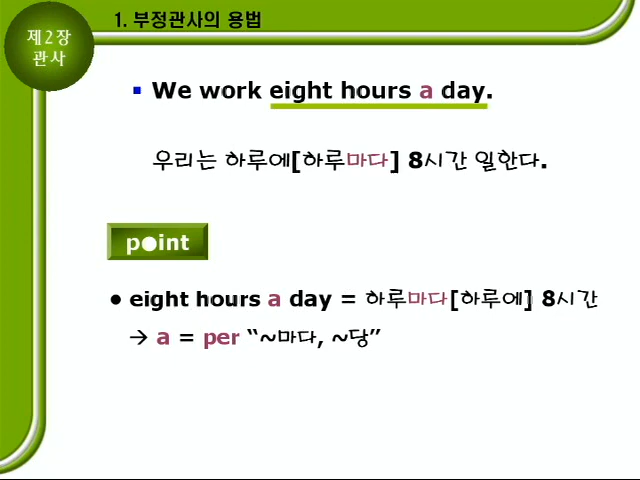 제2장
관사
1. 부정관사의 용법
▪ We work eight hours a day.
우리는 하루에[하루마다] 8시간 일한다.
point
● eight hours a day = 하루마다[하루에] 8시간
→ a = per “~마다, ~당”